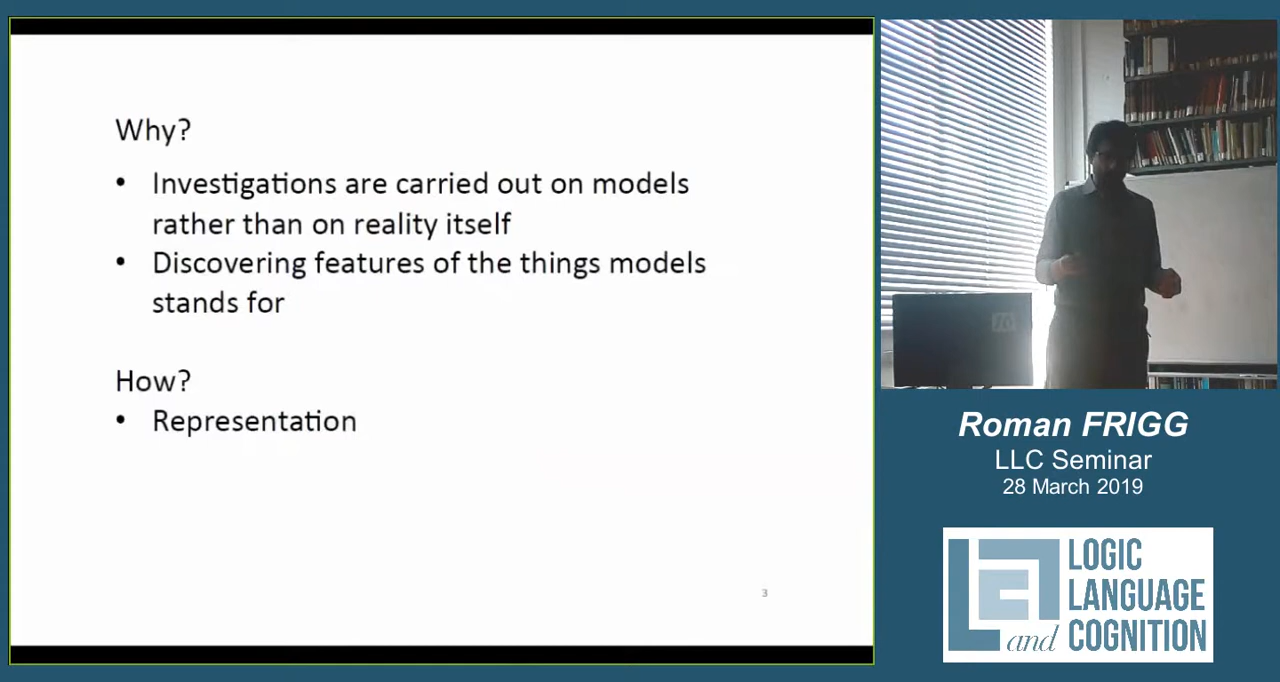 Why?
• Investigations are carried out on models
rather than on reality itself
• Discovering features of the things models
stands for
How?
• Representation
3
Roman FRIGG
LLC Seminar
28 March 2019
LOGIC
LANGUAGE
and COGNITION